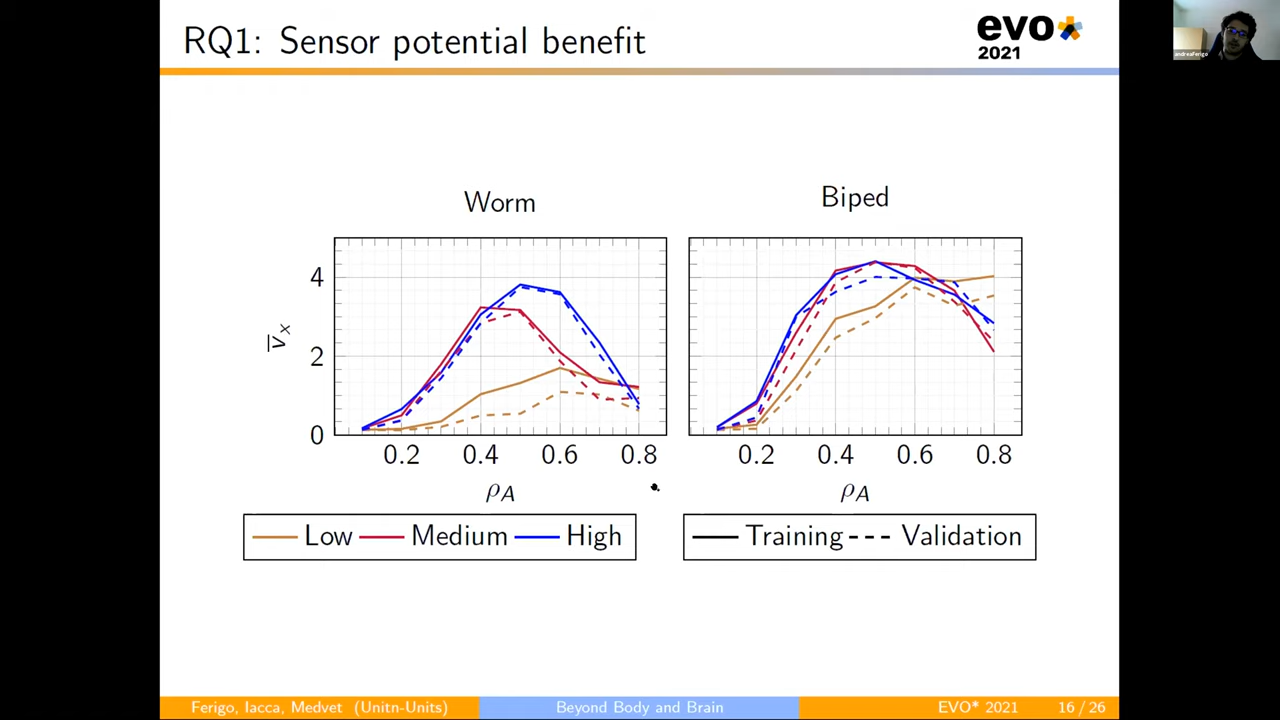 RQ1: Sensor potential benefit
evo
2021
andreaFerigo
Worm
Biped
4
2
0
v̅ₓ
0.2 0.4 0.6 0.8
0.2 0.4 0.6 0.8
ρA
ρA
Low Medium High
Training Validation
Ferigo, Iacca, Medvet (Unitn-Units) Beyond Body and Brain EVO* 2021 16 / 26